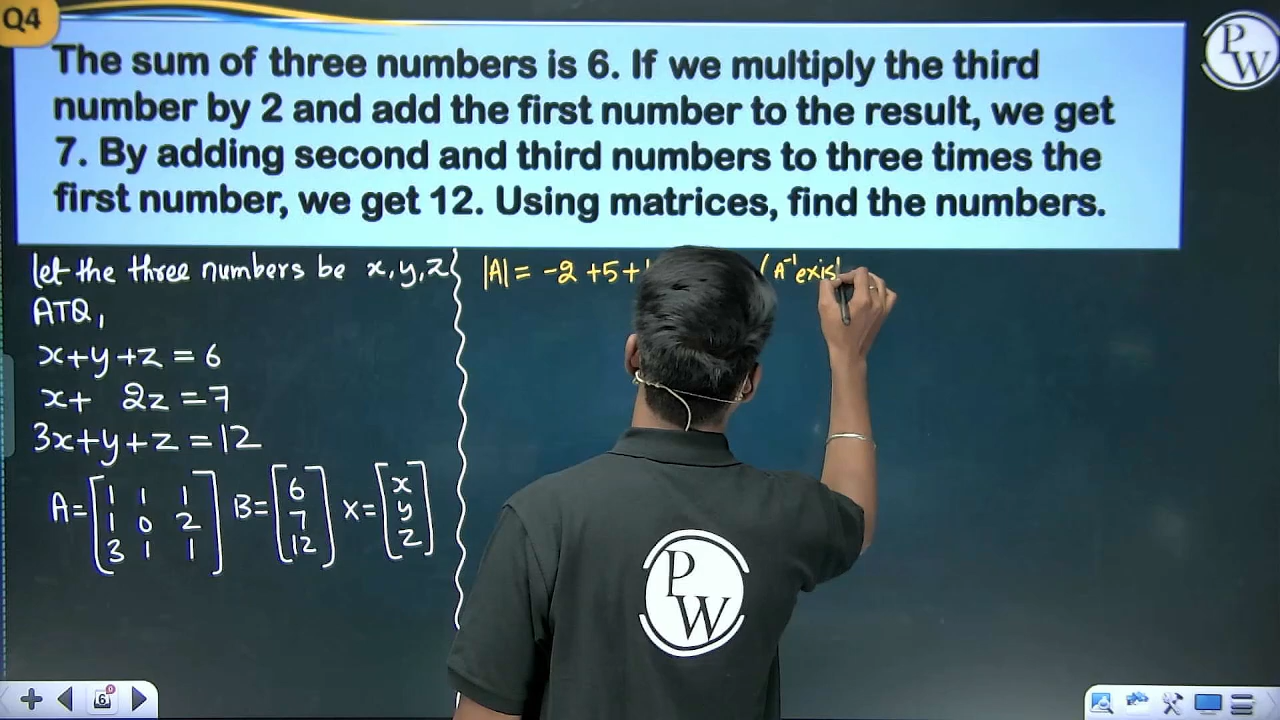 Q4
The sum of three numbers is 6. If we multiply the third
number by 2 and add the first number to the result, we get
7. By adding second and third numbers to three times the
first number, we get 12. Using matrices, find the numbers.
PW
let the three numbers be x, y, z
ATQ,
x+y+z = 6
x+ 2z = 7
3x+y+z = 12
A= [1 1 1 B= [6 X= [x
1 0 2 7 y
3 1 1] 12] z]
|A| = -2 +5 + (A⁻¹ exis
PW
6